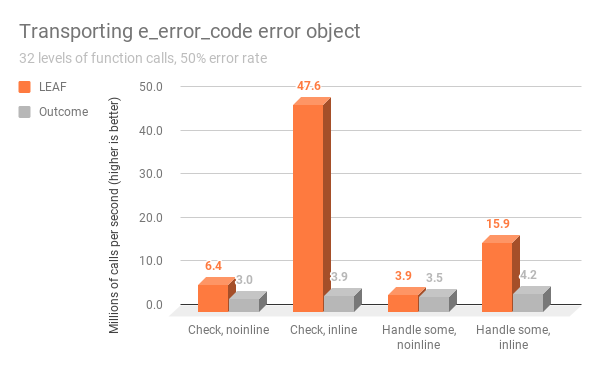 Transporting e_error_code error object
32 levels of function calls, 50% error rate
LEAF
Outcome
Millions of calls per second (higher is better)
50.0
40.0
30.0
20.0
10.0
0.0
6.4
3.0
47.6
3.9
3.9
3.5
15.9
4.2
Check, noinline
Check, inline
Handle some,
noinline
Handle some,
inline